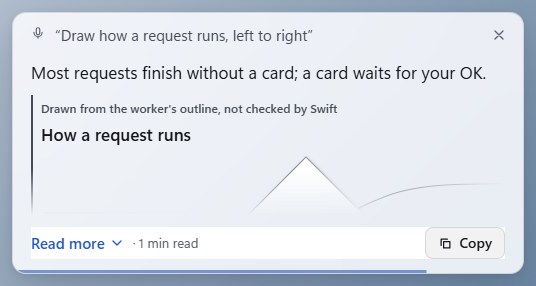 “Draw how a request runs, left to right”
Most requests finish without a card; a card waits for your OK.
Drawn from the worker's outline, not checked by Swift
How a request runs
Read more · 1 min read
Copy